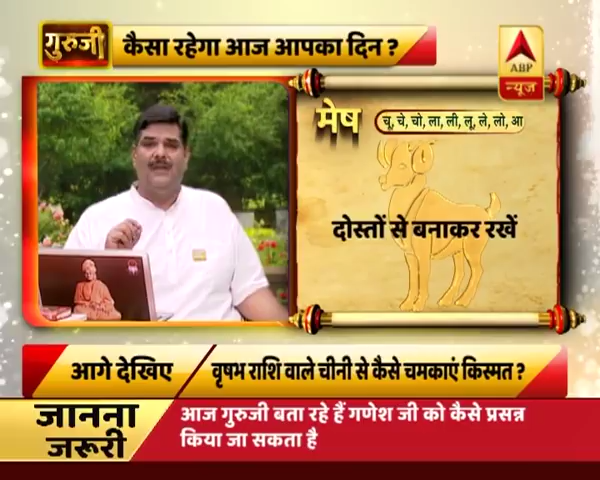 गुरुजी
कैसा रहेगा आज आपका दिन ?
ABP
न्यूज़
मेष
चू, चे, चो, ला, ली, लू, ले, लो, आ
दोस्तों से बनाकर रखें
आगे देखिए
वृषभ राशि वाले चीनी से कैसे चमकाएं किस्मत ?
जानना
जरूरी
आज गुरुजी बता रहे हैं गणेश जी को कैसे प्रसन्न
किया जा सकता है